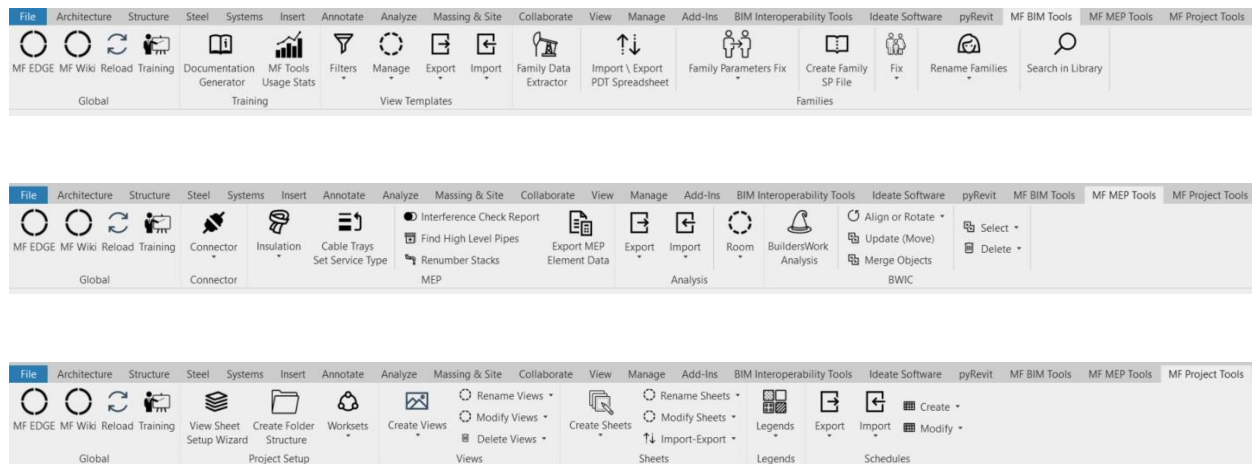 File Architecture Structure Steel Systems Insert Annotate Analyze Massing & Site Collaborate View Manage Add-Ins BIM Interoperability Tools Ideate Software pyRevit MF BIM Tools MF MEP Tools MF Project Tools
MF EDGE MF Wiki Reload Training Documentation Generator MF Tools Usage Stats Filters Manage Export Import Family Data Extractor Import \ Export PDT Spreadsheet Family Parameters Fix Create Family SP File Fix Rename Families Search in Library
Global Training View Templates Families
File Architecture Structure Steel Systems Insert Annotate Analyze Massing & Site Collaborate View Manage Add-Ins BIM Interoperability Tools Ideate Software pyRevit MF BIM Tools MF MEP Tools MF Project Tools
MF EDGE MF Wiki Reload Training Connector Insulation Cable Trays Set Service Type
Interference Check Report
Find High Level Pipes
Renumber Stacks
Export MEP Element Data Export Import Room BuildersWork Analysis
Align or Rotate
Update (Move)
Merge Objects
Select
Delete
Global Connector MEP Analysis BWIC
File Architecture Structure Steel Systems Insert Annotate Analyze Massing & Site Collaborate View Manage Add-Ins BIM Interoperability Tools Ideate Software pyRevit MF BIM Tools MF MEP Tools MF Project Tools
MF EDGE MF Wiki Reload Training View Sheet Setup Wizard Create Folder Structure Worksets Create Views
Rename Views
Modify Views
Delete Views
Create Sheets
Rename Sheets
Modify Sheets
Import-Export
Legends Export Import
Create
Modify
Global Project Setup Views Sheets Legends Schedules